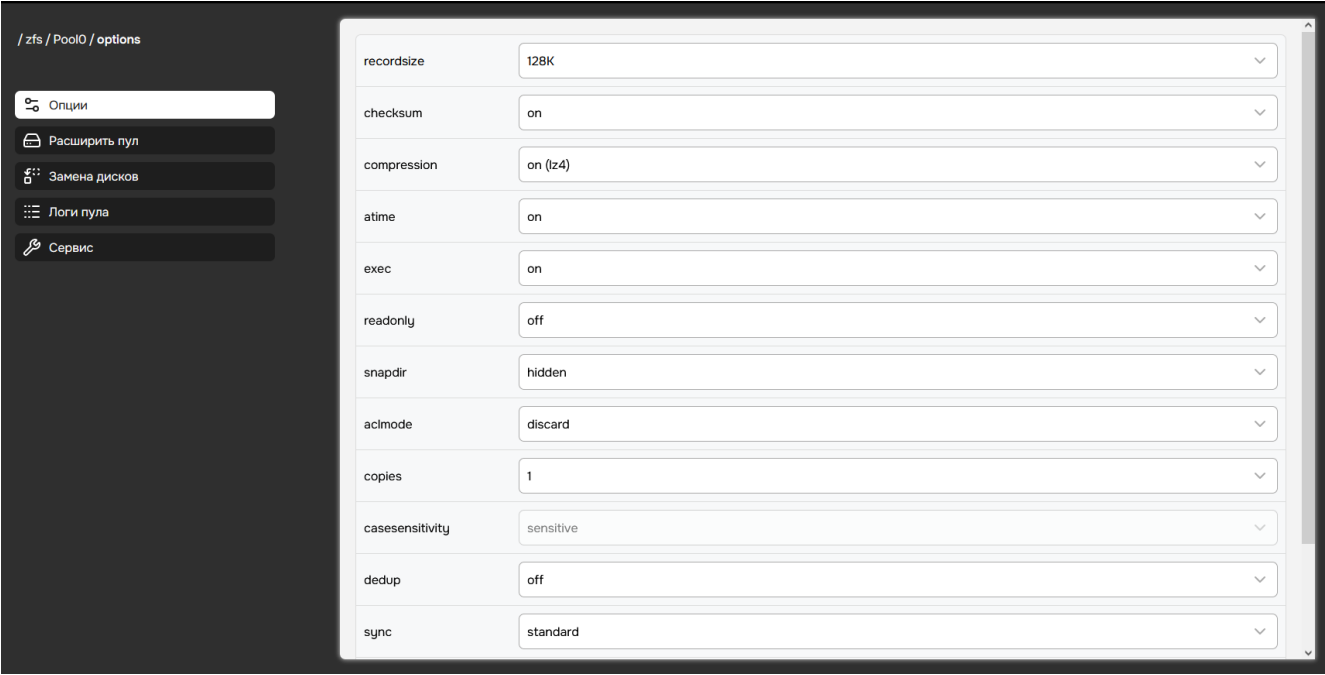 / zfs / Pool0 / options
Опции
Расширить пул
Замена дисков
Логи пула
Сервис
recordsize 128K
checksum on
compression on (lz4)
atime on
exec on
readonly off
snapdir hidden
aclmode discard
copies 1
casesensitivity sensitive
dedup off
sync standard